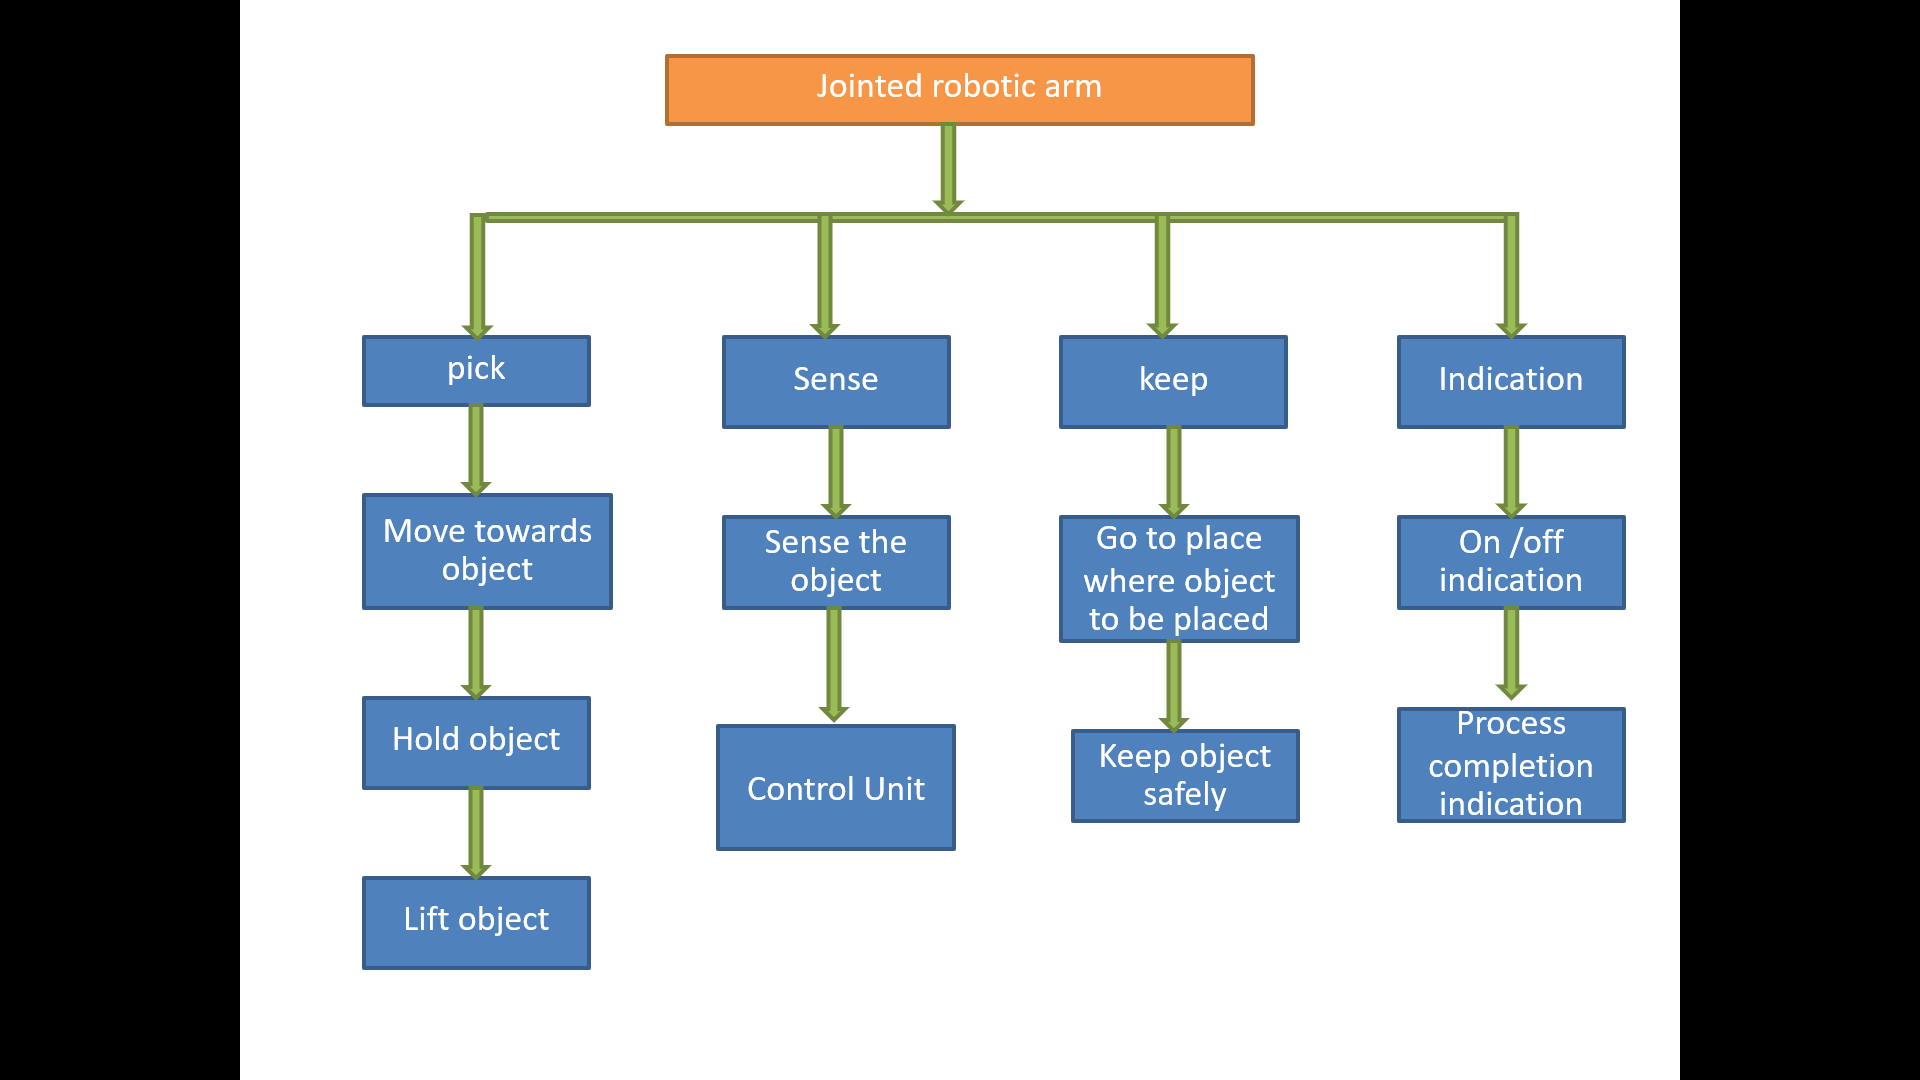 Jointed robotic arm
pick
Sense
keep
Indication
Move towards
object
Sense the
object
Go to place
where object
to be placed
On /off
indication
Hold object
Control Unit
Keep object
safely
Process
completion
indication
Lift object